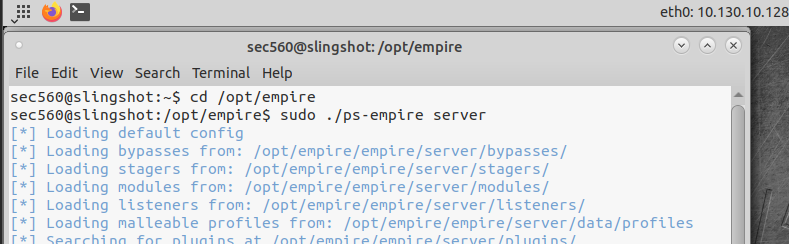 eth0: 10.130.10.128
sec560@slingshot: /opt/empire
File Edit View Search Terminal Help
sec560@slingshot:~$ cd /opt/empire
sec560@slingshot:/opt/empire$ sudo ./ps-empire server
[*] Loading default config
[*] Loading bypasses from: /opt/empire/empire/server/bypasses/
[*] Loading stagers from: /opt/empire/empire/server/stagers/
[*] Loading modules from: /opt/empire/empire/server/modules/
[*] Loading listeners from: /opt/empire/empire/server/listeners/
[*] Loading malleable profiles from: /opt/empire/empire/server/data/profiles
[*] Searching for plugins at /opt/empire/empire/server/plugins/